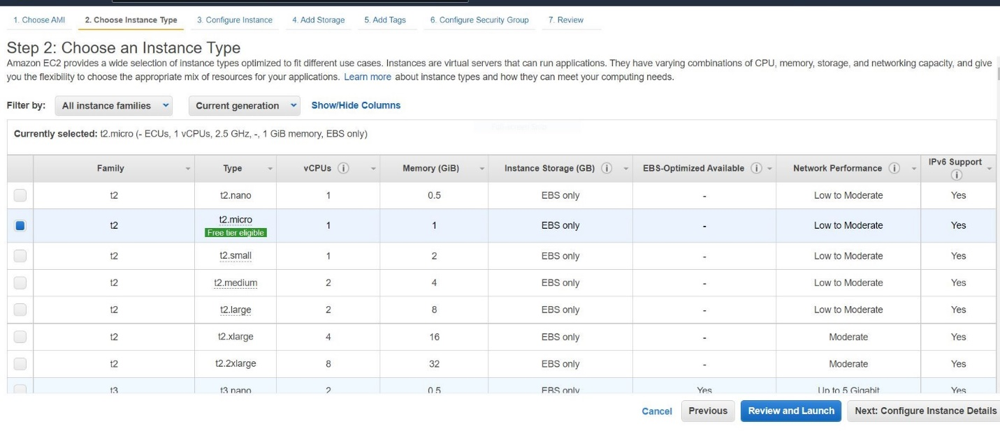 1. Choose AMI 2. Choose Instance Type 3. Configure Instance 4. Add Storage 5. Add Tags 6. Configure Security Group 7. Review
Step 2: Choose an Instance Type
Amazon EC2 provides a wide selection of instance types optimized to fit different use cases. Instances are virtual servers that can run applications. They have varying combinations of CPU, memory, storage, and networking capacity, and give
you the flexibility to choose the appropriate mix of resources for your applications. Learn more about instance types and how they can meet your computing needs.
Filter by: All instance families Current generation Show/Hide Columns
Currently selected: t2.micro (- ECUs, 1 vCPUs, 2.5 GHz, -, 1 GiB memory, EBS only)
Family Type vCPUs i Memory (GiB) Instance Storage (GB) i EBS-Optimized Available i Network Performance i IPv6 Support i
t2 t2.nano 1 0.5 EBS only - Low to Moderate Yes
t2 t2.micro 1 1 EBS only - Low to Moderate Yes
Free tier eligible
t2 t2.small 1 2 EBS only - Low to Moderate Yes
t2 t2.medium 2 4 EBS only - Low to Moderate Yes
t2 t2.large 2 8 EBS only - Low to Moderate Yes
t2 t2.xlarge 4 16 EBS only - Moderate Yes
t2 t2.2xlarge 8 32 EBS only - Moderate Yes
t3 t3.nano 2 0.5 EBS only Yes Up to 5 Gigabit Yes
Cancel Previous Review and Launch Next: Configure Instance Details